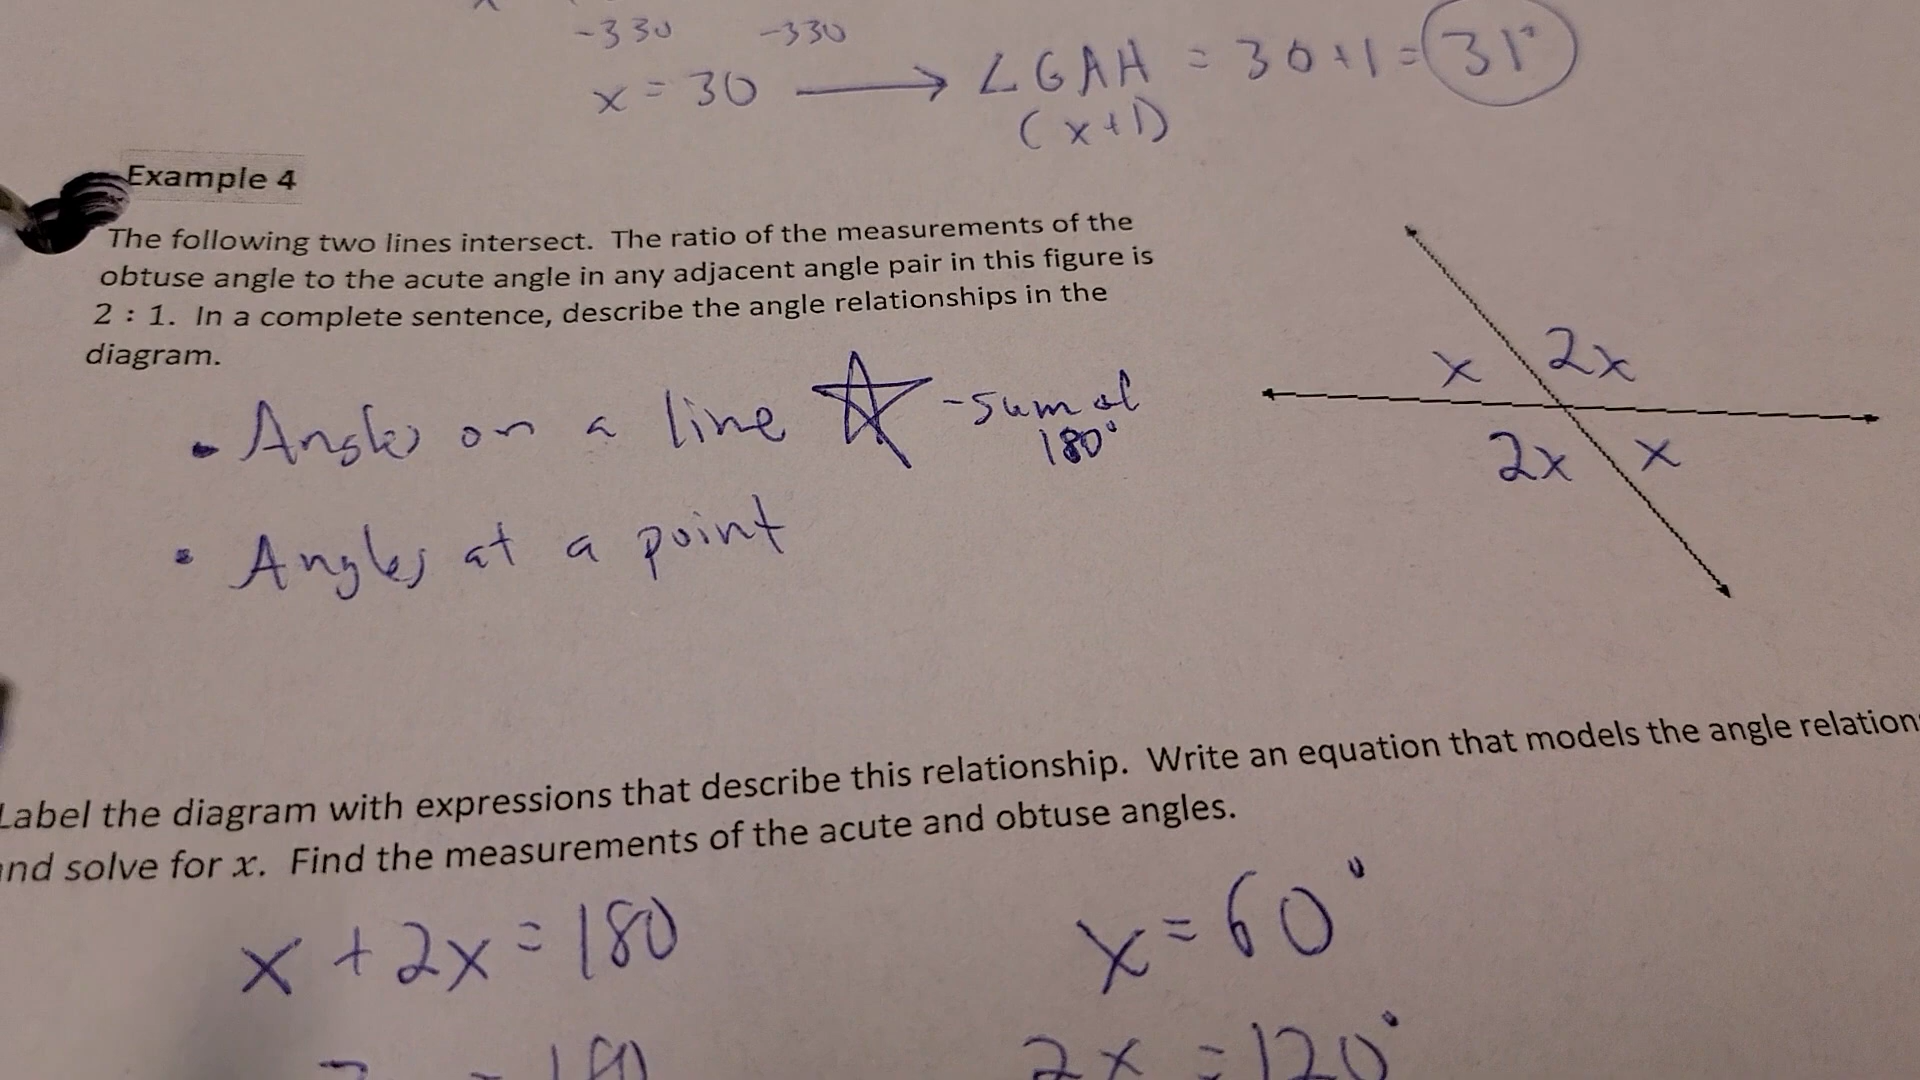 -330 -330
x = 30 → ∠GAH = 30+1 = 31°
(x+1)
Example 4
The following two lines intersect. The ratio of the measurements of the
obtuse angle to the acute angle in any adjacent angle pair in this figure is
2 : 1. In a complete sentence, describe the angle relationships in the
diagram.
x 2x
2x x
• Angles on a line ☆ -sum of
180°
• Angles at a point
Label the diagram with expressions that describe this relationship. Write an equation that models the angle relation
and solve for x. Find the measurements of the acute and obtuse angles.
x + 2x = 180 x = 60°
= 180 2x = 120°